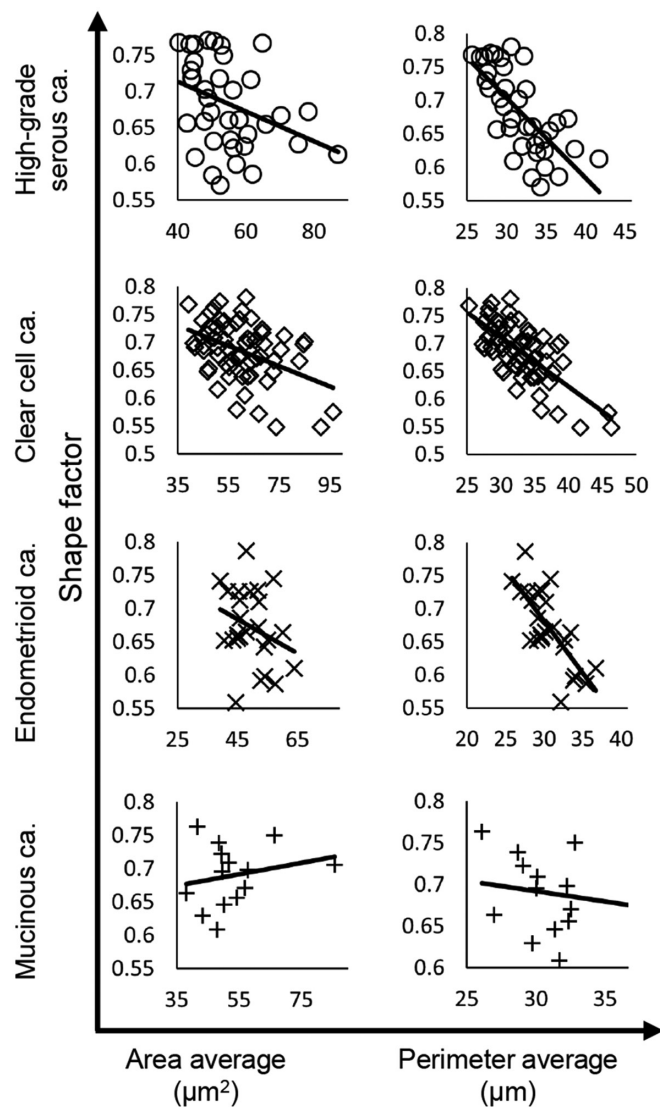 High-grade
serous ca.
0.75
0.7
0.65
0.6
0.55
40 60 80
0.75
0.7
0.65
0.6
0.55
25 35 45
Clear cell ca.
0.8
0.75
0.7
0.65
0.6
0.55
0.5
35 55 75 95
0.8
0.75
0.7
0.65
0.6
0.55
0.5
25 30 35 40 45 50
Shape factor
Endometrioid ca.
0.8
0.75
0.7
0.65
0.6
0.55
25 45 65
0.8
0.75
0.7
0.65
0.6
0.55
20 25 30 35 40
Mucinous ca.
0.8
0.75
0.7
0.65
0.6
0.55
35 55 75
0.8
0.75
0.7
0.65
0.6
25 30 35
Area average
(µm²)
Perimeter average
(µm)